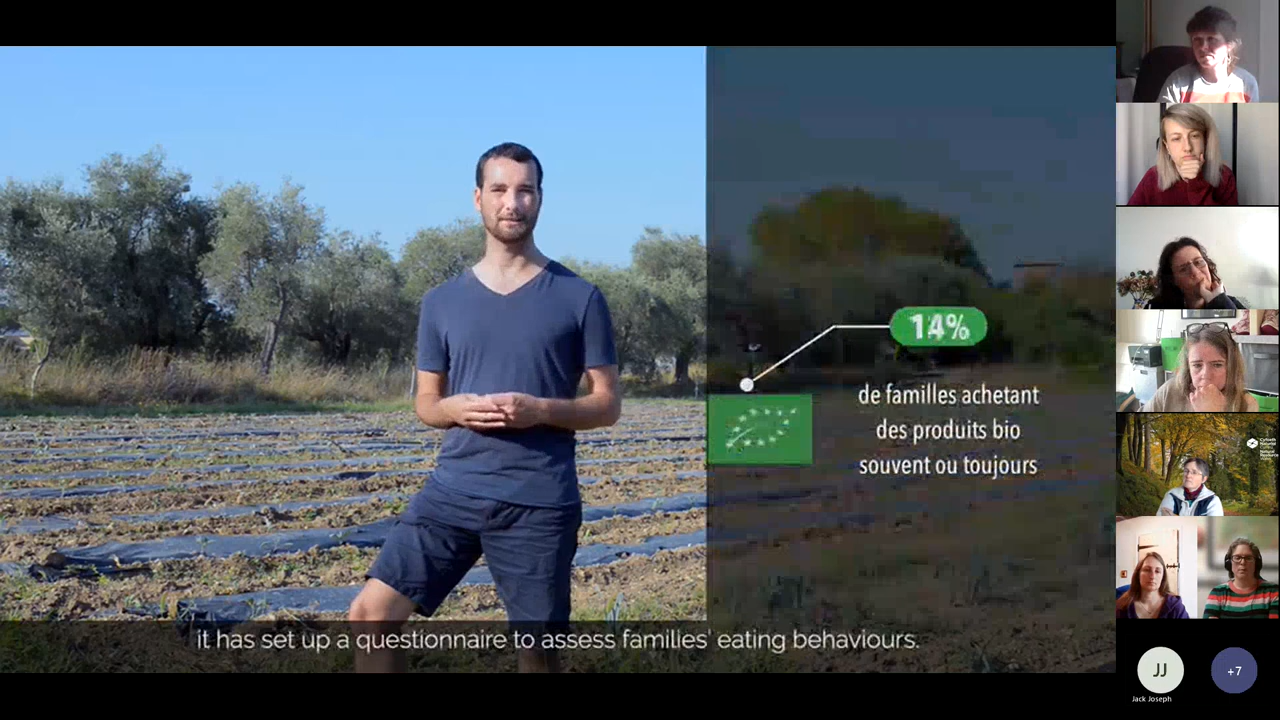 14%
de familles achetant
des produits bio
souvent ou toujours
it has set up a questionnaire to assess families' eating behaviours.
JJ
Jack Joseph
+7